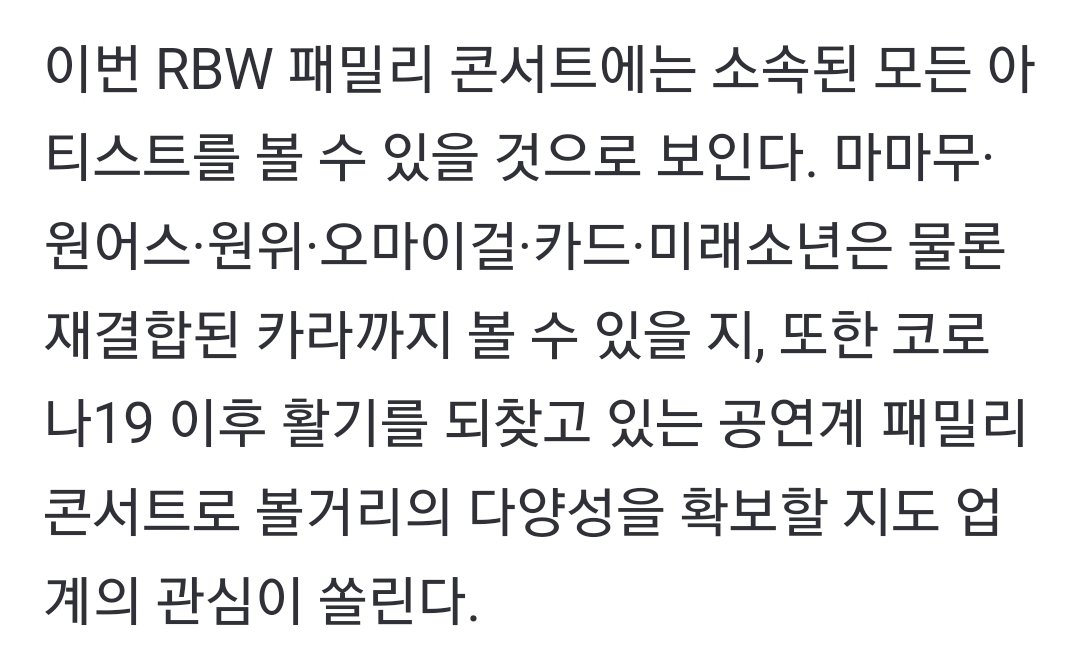 이번 RBW 패밀리 콘서트에는 소속된 모든 아
티스트를 볼 수 있을 것으로 보인다. 마마무·
원어스·원위·오마이걸·카드·미래소년은 물론
재결합된 카라까지 볼 수 있을 지, 또한 코로
나19 이후 활기를 되찾고 있는 공연계 패밀리
콘서트로 볼거리의 다양성을 확보할 지도 업
계의 관심이 쏠린다.